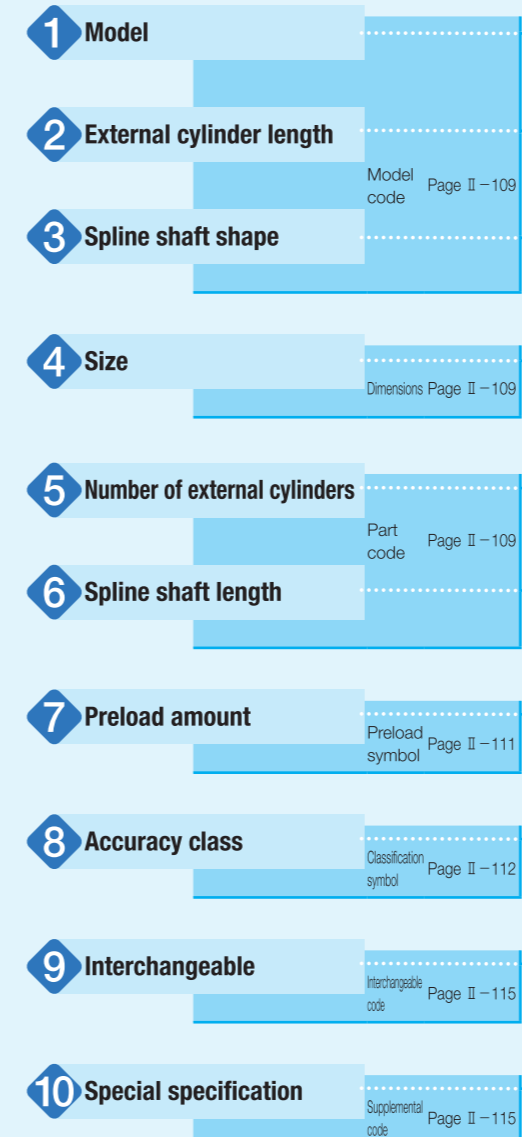 1 Model
2 External cylinder length
Model code Page Ⅱ-109
3 Spline shaft shape
4 Size
Dimensions Page Ⅱ-109
5 Number of external cylinders
Part code Page Ⅱ-109
6 Spline shaft length
7 Preload amount
Preload symbol Page Ⅱ-111
8 Accuracy class
Classification symbol Page Ⅱ-112
9 Interchangeable
Interchangeable code Page Ⅱ-115
10 Special specification
Supplemental code Page Ⅱ-115